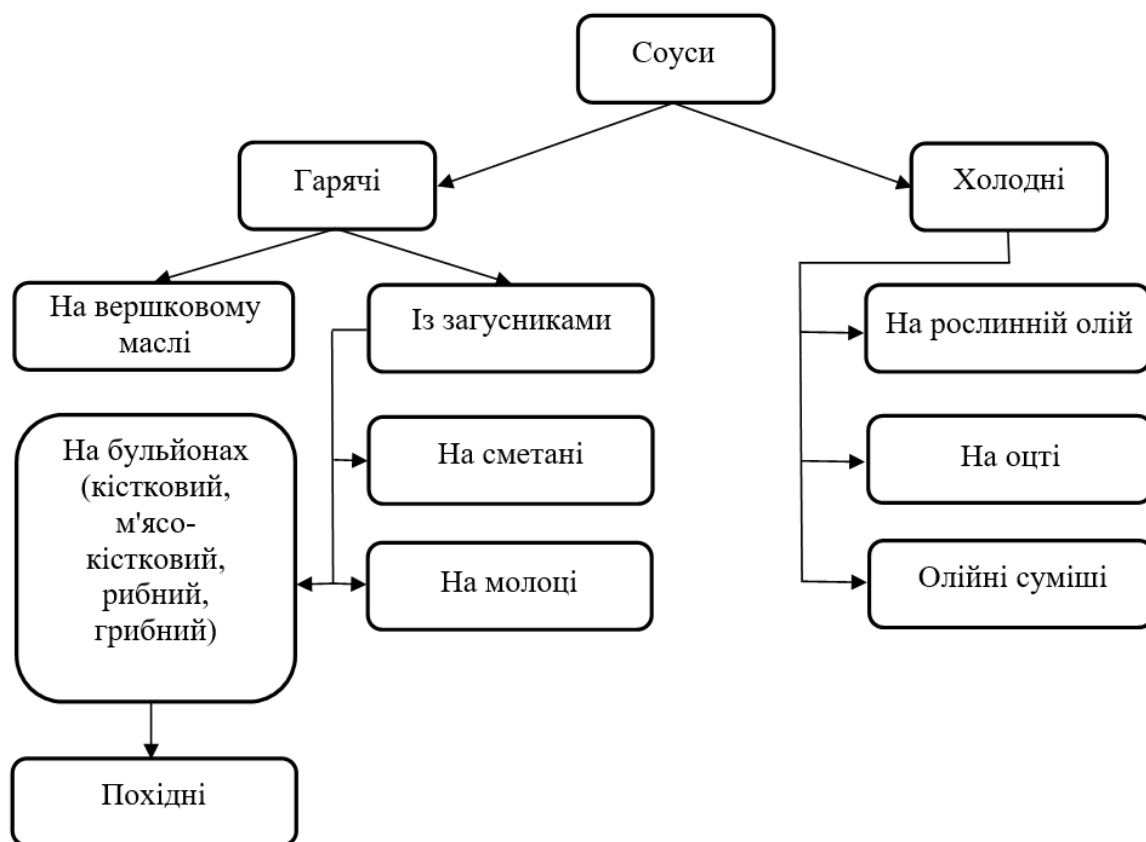 Соуси
Гарячі
Холодні
На вершковому
маслі
Із загусниками
На рослинній олій
На бульйонах
(кістковий,
м'ясо-
кістковий,
рибний,
грибний)
На сметані
На оцті
На молоці
Олійні суміші
Похідні